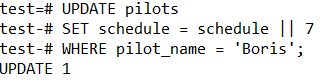 test=# UPDATE pilots
test-# SET schedule = schedule || 7
test-# WHERE pilot_name = 'Boris';
UPDATE 1